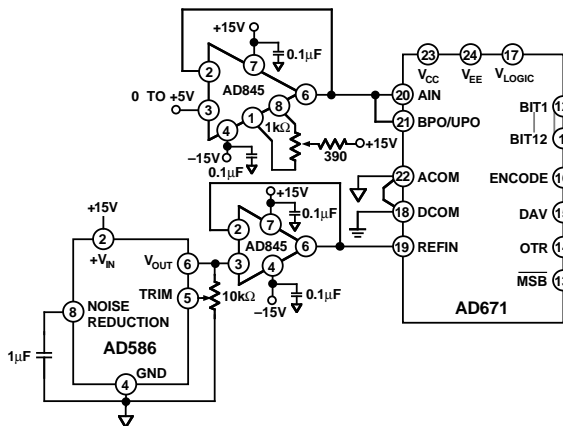 +15V
0.1µF
7
2
AD845
6
0 TO +5V
3
8
1
4
1kΩ
–15V
0.1µF
390
+15V
23
24
17
VCC
VEE
VLOGIC
20
AIN
21
BPO/UPO
BIT1
BIT12
22
ACOM
ENCODE
18
DCOM
DAV
19
REFIN
OTR
MSB
AD671
+15V
0.1µF
7
2
AD845
6
3
4
0.1µF
–15V
+15V
2
+VIN
VOUT
6
TRIM
5
10kΩ
8
NOISE
REDUCTION
1µF
AD586
GND
4